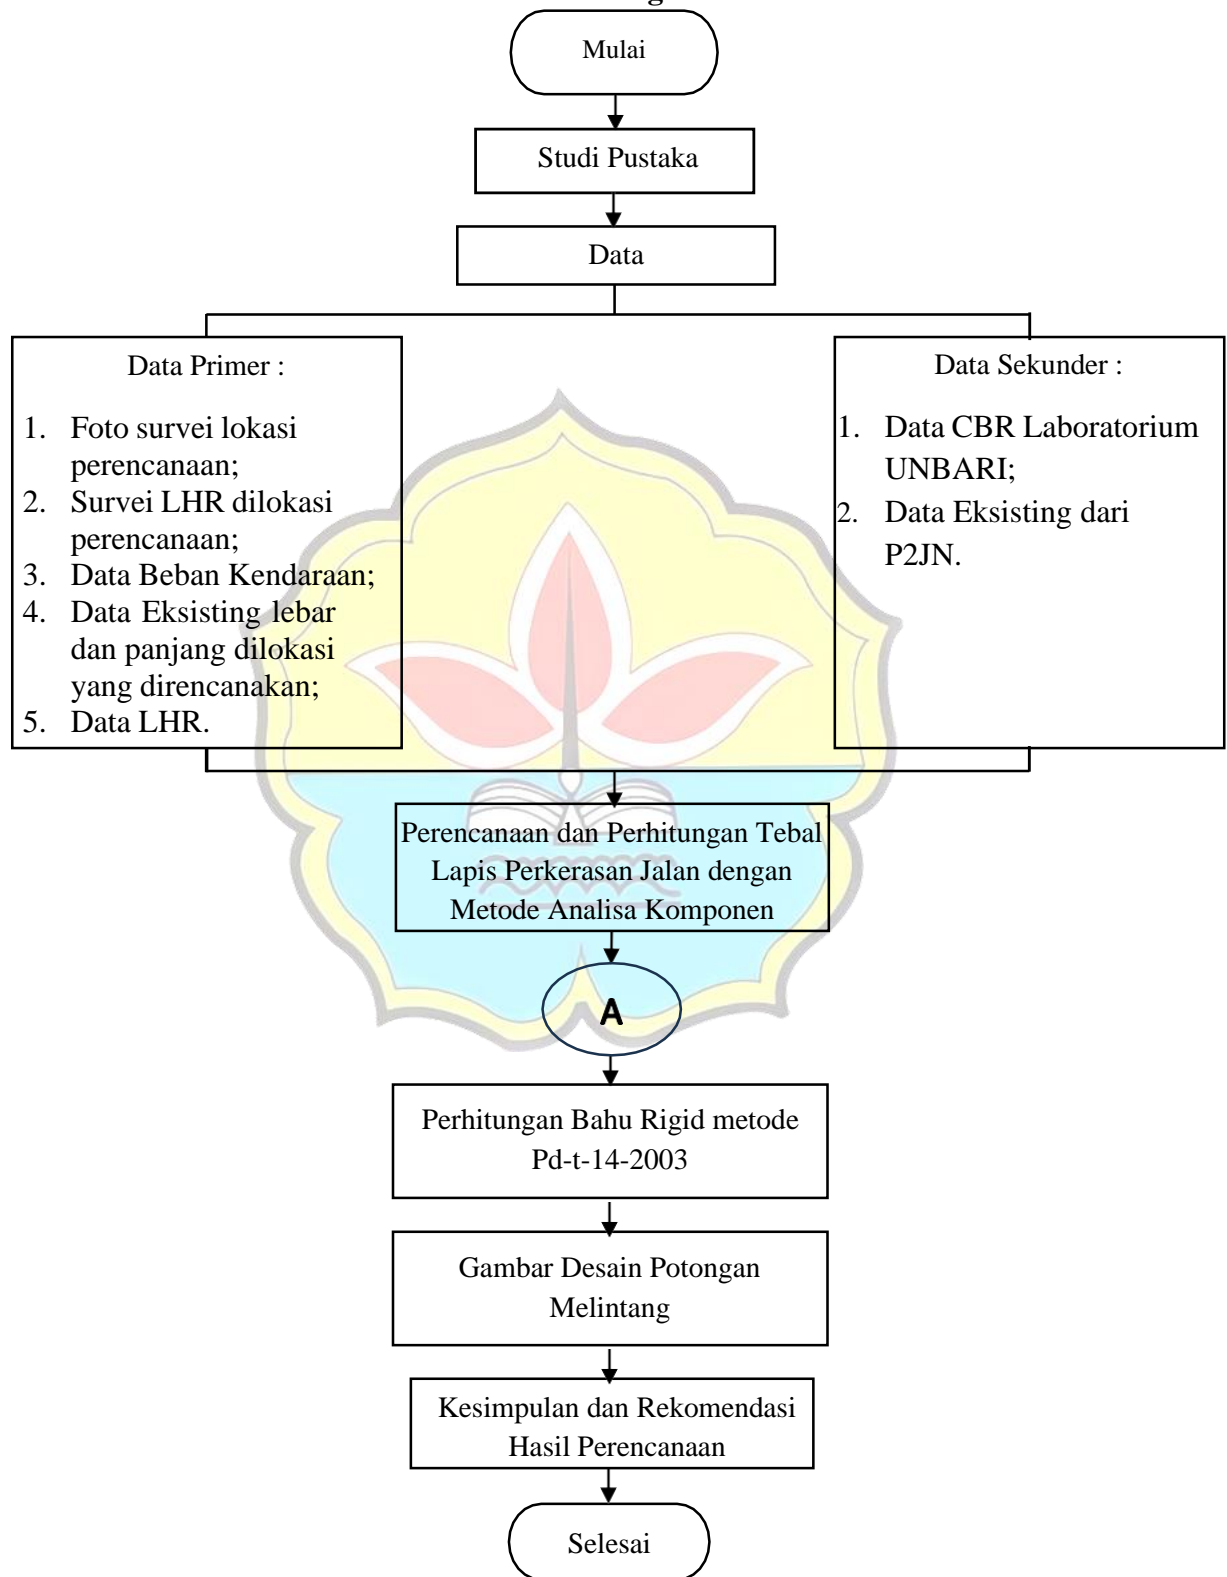 Mulai
Studi Pustaka
Data
Data Primer :
1. Foto survei lokasi
perencanaan;
2. Survei LHR dilokasi
perencanaan;
3. Data Beban Kendaraan;
4. Data Eksisting lebar
dan panjang dilokasi
yang direncanakan;
5. Data LHR.
Data Sekunder :
1. Data CBR Laboratorium
UNBARI;
2. Data Eksisting dari
P2JN.
Perencanaan dan Perhitungan Tebal
Lapis Perkerasan Jalan dengan
Metode Analisa Komponen
A
Perhitungan Bahu Rigid metode
Pd-t-14-2003
Gambar Desain Potongan
Melintang
Kesimpulan dan Rekomendasi
Hasil Perencanaan
Selesai